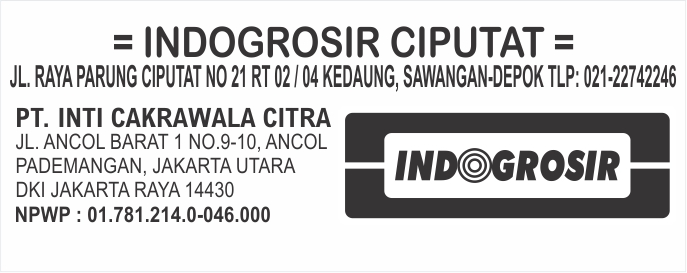 = INDOGROSIR CIPUTAT =
JL. RAYA PARUNG CIPUTAT NO 21 RT 02 / 04 KEDAUNG, SAWANGAN-DEPOK TLP: 021-22742246
PT. INTI CAKRAWALA CITRA
JL. ANCOL BARAT 1 NO.9-10, ANCOL
PADEMANGAN, JAKARTA UTARA
DKI JAKARTA RAYA 14430
NPWP : 01.781.214.0-046.000
INDOGROSIR